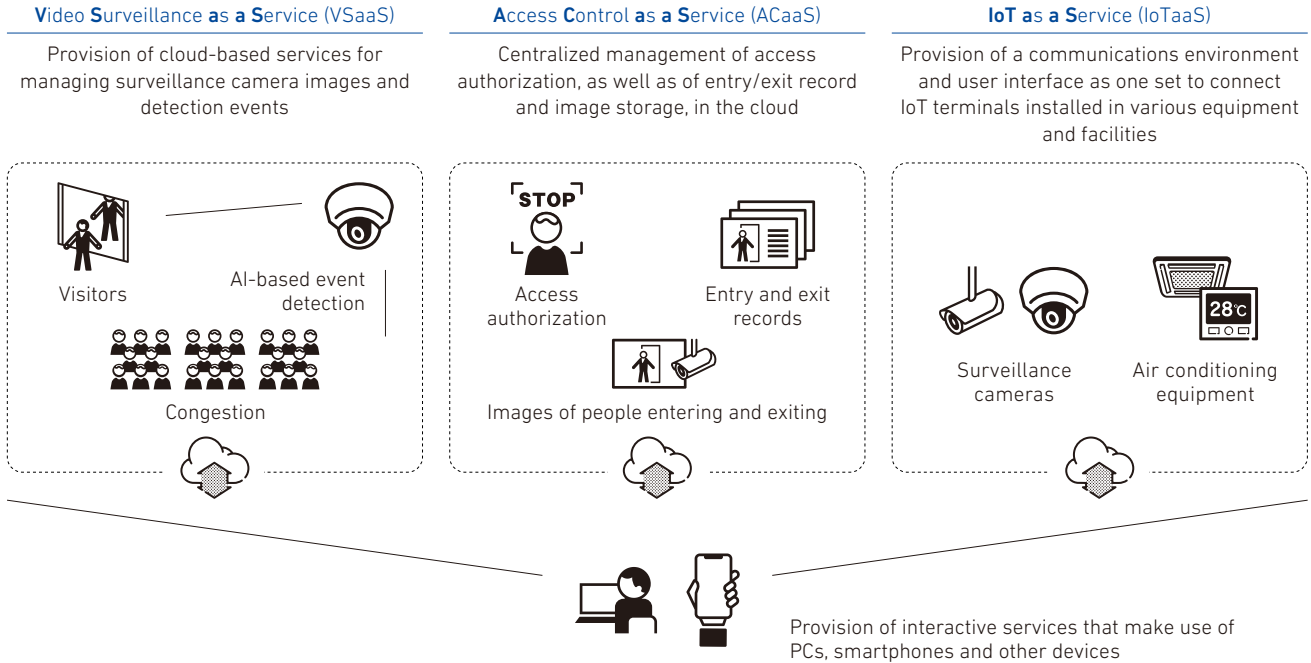 Video Surveillance as a Service (VSaaS)
Provision of cloud-based services for
managing surveillance camera images and
detection events
Visitors
AI-based event
detection
Congestion
Access Control as a Service (ACaaS)
Centralized management of access
authorization, as well as of entry/exit record
and image storage, in the cloud
STOP
Access
authorization
Entry and exit
records
Images of people entering and exiting
IoT as a Service (IoTaaS)
Provision of a communications environment
and user interface as one set to connect
IoT terminals installed in various equipment
and facilities
28℃
Surveillance
cameras
Air conditioning
equipment
Provision of interactive services that make use of
PCs, smartphones and other devices